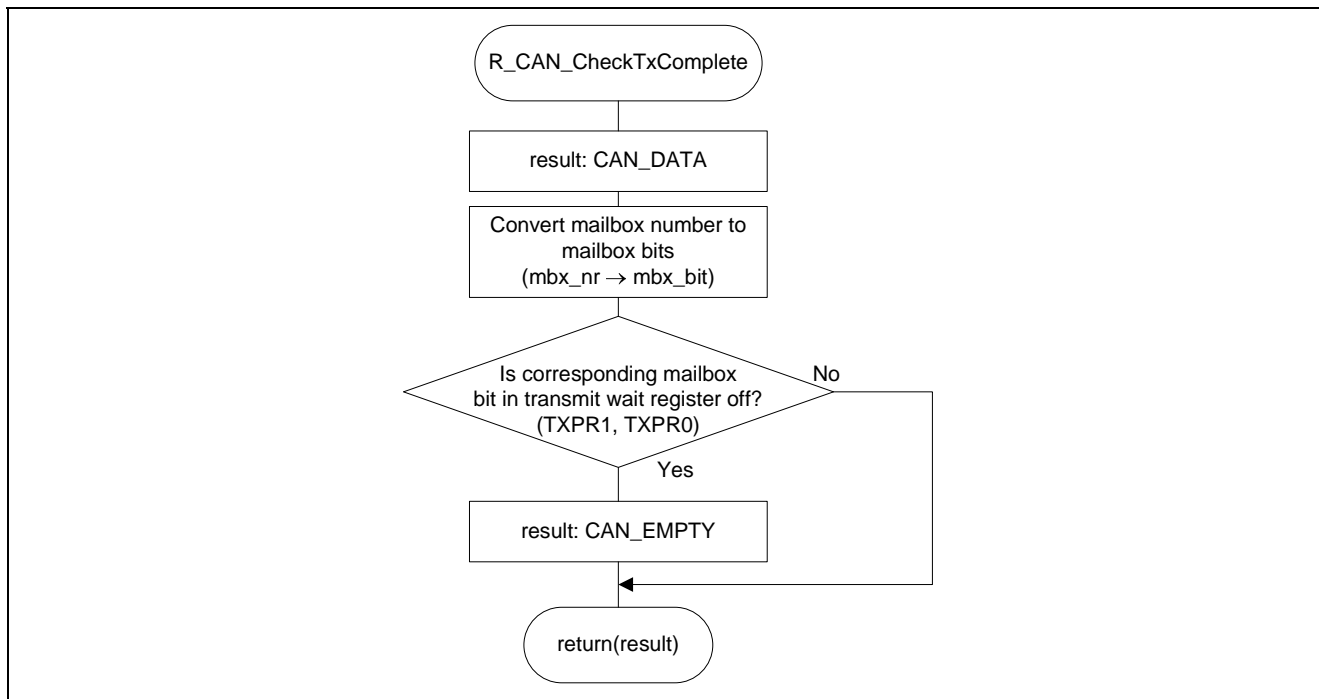 R_CAN_CheckTxComplete
result: CAN_DATA
Convert mailbox number to
mailbox bits
(mbx_nr → mbx_bit)
Is corresponding mailbox
bit in transmit wait register off?
(TXPR1, TXPR0)
No
Yes
result: CAN_EMPTY
return(result)